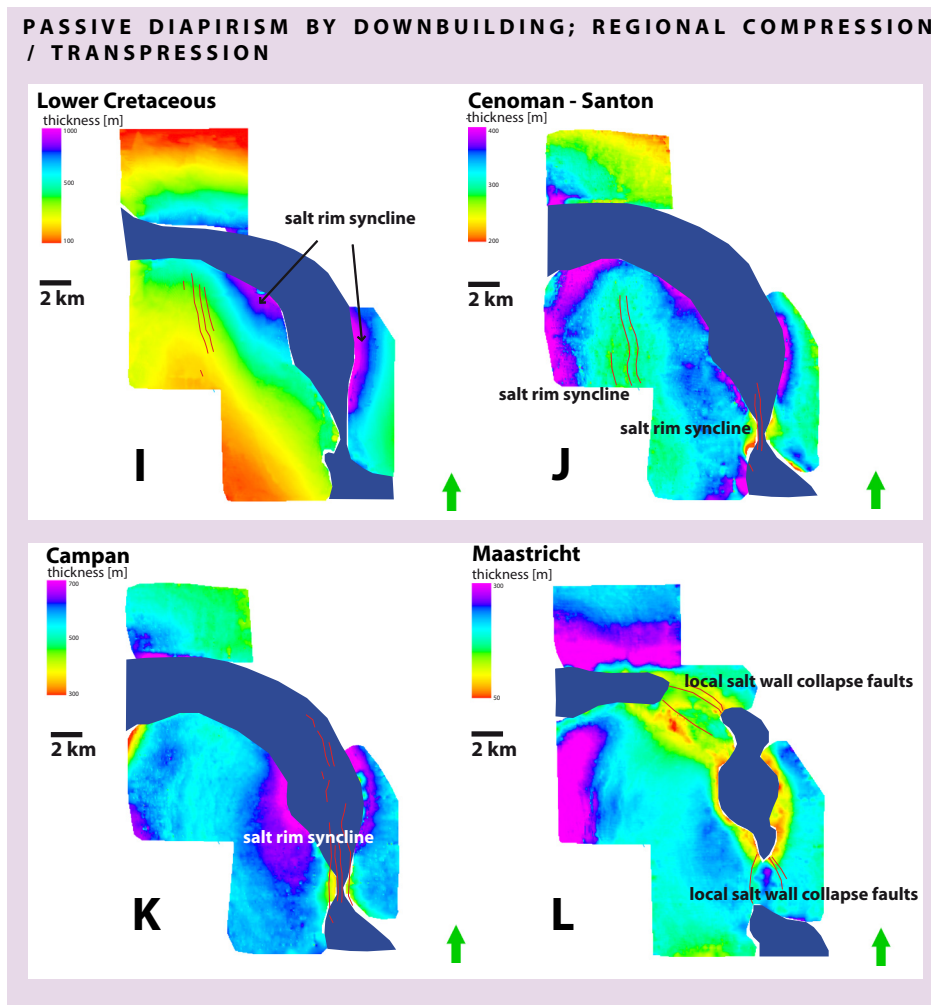 PASSIVE DIAPIRISM BY DOWNBUILDING; REGIONAL COMPRESSION
/ TRANSPRESSION
Lower Cretaceous
thickness [m]
1000
500
100
salt rim syncline
2 km
I
Cenoman - Santon
thickness [m]
400
300
200
2 km
salt rim syncline
salt rim syncline
J
Campan
thickness [m]
700
500
300
2 km
salt rim syncline
K
Maastricht
thickness [m]
300
50
local salt wall collapse faults
2 km
local salt wall collapse faults
L